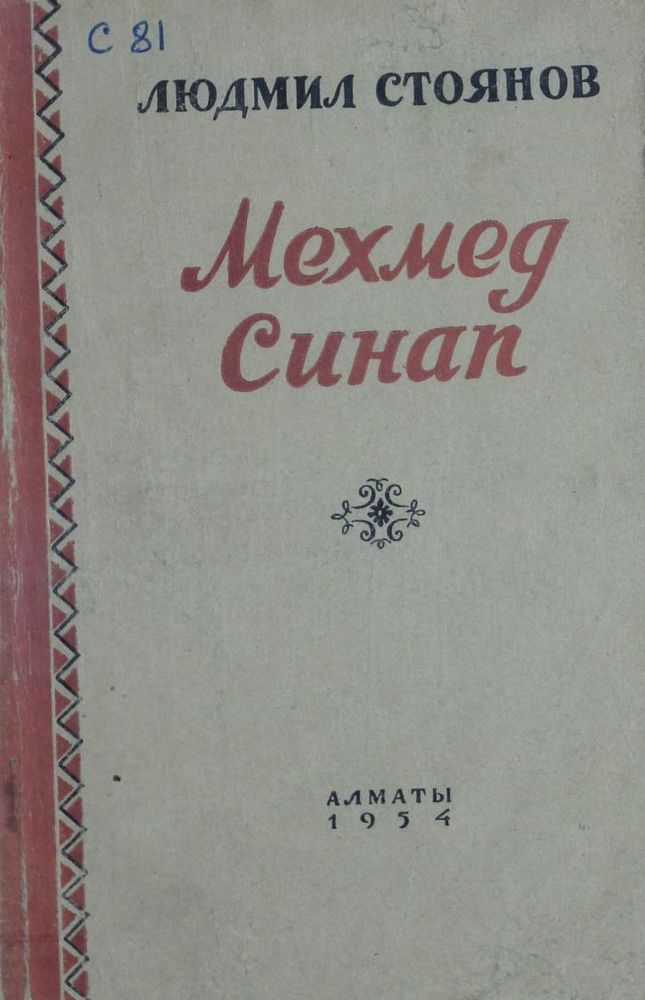 С 81
ЛЮДМИЛ СТОЯНОВ
Мехмед
Синап
АЛМАТЫ
1954